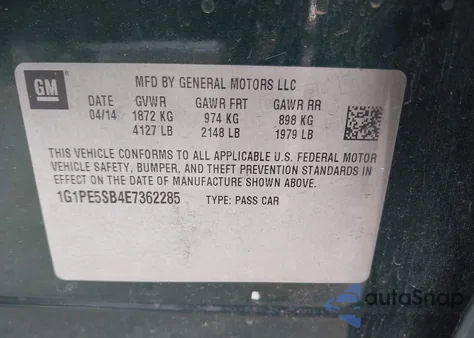 GM
MFD BY GENERAL MOTORS LLC
DATE GVWR GAWR FRT GAWR RR
04/14 1872 KG 974 KG 898 KG
4127 LB 2148 LB 1979 LB
THIS VEHICLE CONFORMS TO ALL APPLICABLE U.S. FEDERAL MOTOR
VEHICLE SAFETY, BUMPER, AND THEFT PREVENTION STANDARDS IN
EFFECT ON THE DATE OF MANUFACTURE SHOWN ABOVE.
1G1PE5SB4E7362285 TYPE: PASS CAR
autoSnap